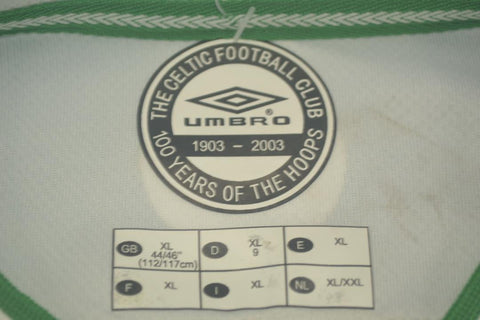 THE CELTIC FOOTBALL CLUB
UMBRO®
1903 - 2003
100 YEARS OF THE HOOPS
GB XL 44/46" (112/117cm) D XL 9 E XL
F XL I XL NL XL/XXL